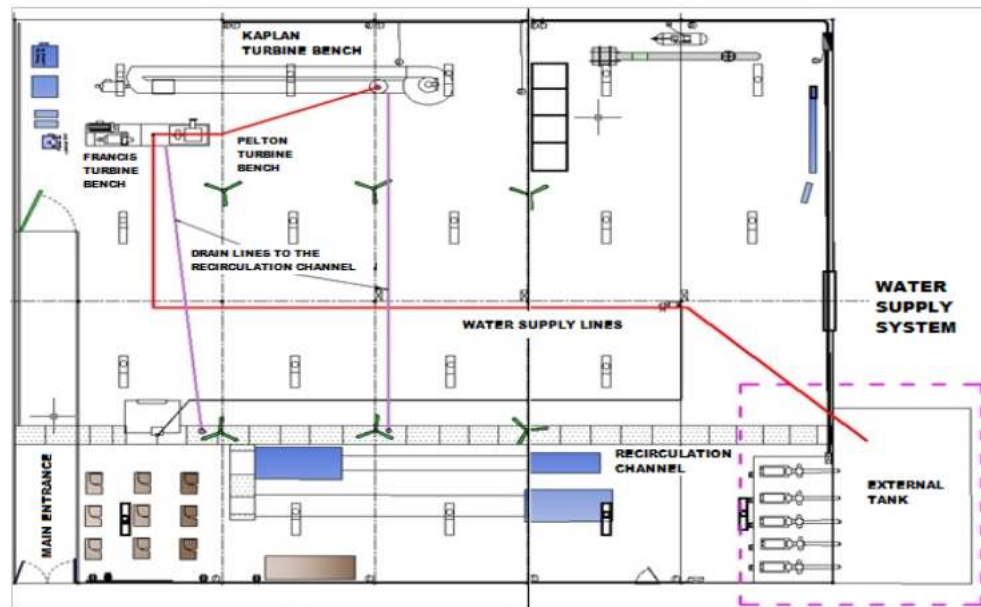 KAPLAN
TURBINE BENCH
FRANCIS
TURBINE
BENCH
PELTON
TURBINE
BENCH
DRAIN LINES TO THE
RECIRCULATION CHANNEL
WATER SUPPLY LINES
WATER
SUPPLY
SYSTEM
RECIRCULATION
CHANNEL
EXTERNAL
TANK
MAIN ENTRANCE